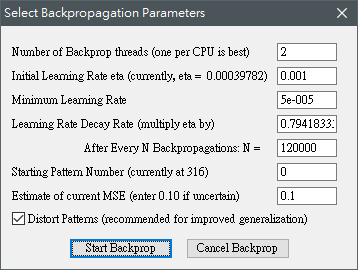 Select Backpropagation Parameters
Number of Backprop threads (one per CPU is best) 2
Initial Learning Rate eta (currently, eta = 0.00039782) 0.001
Minimum Learning Rate 5e-005
Learning Rate Decay Rate (multiply eta by) 0.7941833
After Every N Backpropagations: N = 120000
Starting Pattern Number (currently at 316) 0
Estimate of current MSE (enter 0.10 if uncertain) 0.1
Distort Patterns (recommended for improved generalization)
Start Backprop Cancel Backprop